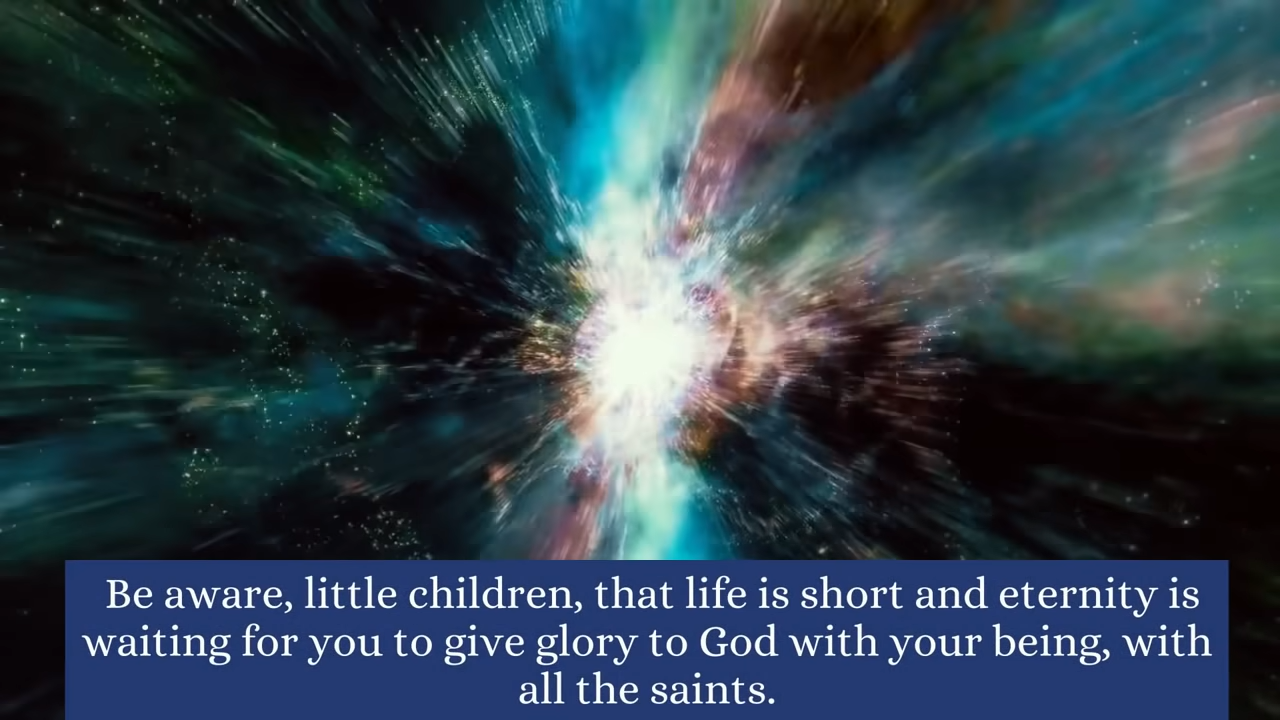 Be aware, little children, that life is short and eternity is
waiting for you to give glory to God with your being, with
all the saints.